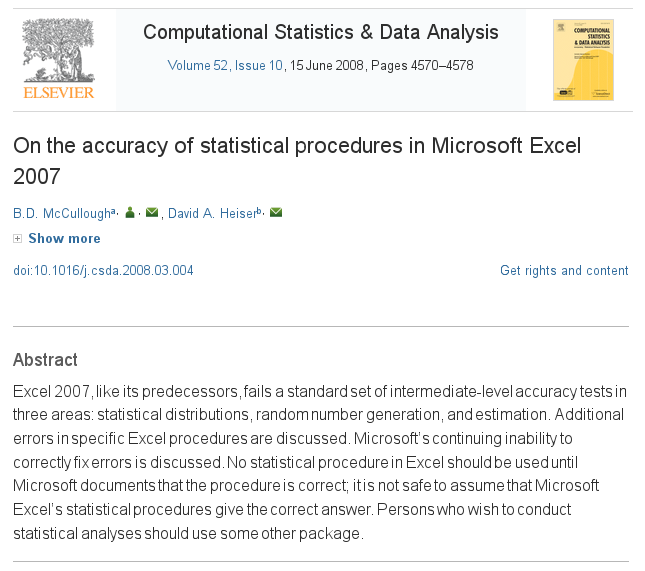 Computational Statistics & Data Analysis
Volume 52, Issue 10, 15 June 2008, Pages 4570–4578
ELSEVIER
COMPUTATIONAL
STATISTICS
& DATA ANALYSIS
On the accuracy of statistical procedures in Microsoft Excel
2007
B.D. McCullougha, , , David A. Heiserb,
Show more
doi:10.1016/j.csda.2008.03.004
Get rights and content
Abstract
Excel 2007, like its predecessors, fails a standard set of intermediate-level accuracy tests in
three areas: statistical distributions, random number generation, and estimation. Additional
errors in specific Excel procedures are discussed. Microsoft's continuing inability to
correctly fix errors is discussed. No statistical procedure in Excel should be used until
Microsoft documents that the procedure is correct; it is not safe to assume that Microsoft
Excel's statistical procedures give the correct answer. Persons who wish to conduct
statistical analyses should use some other package.